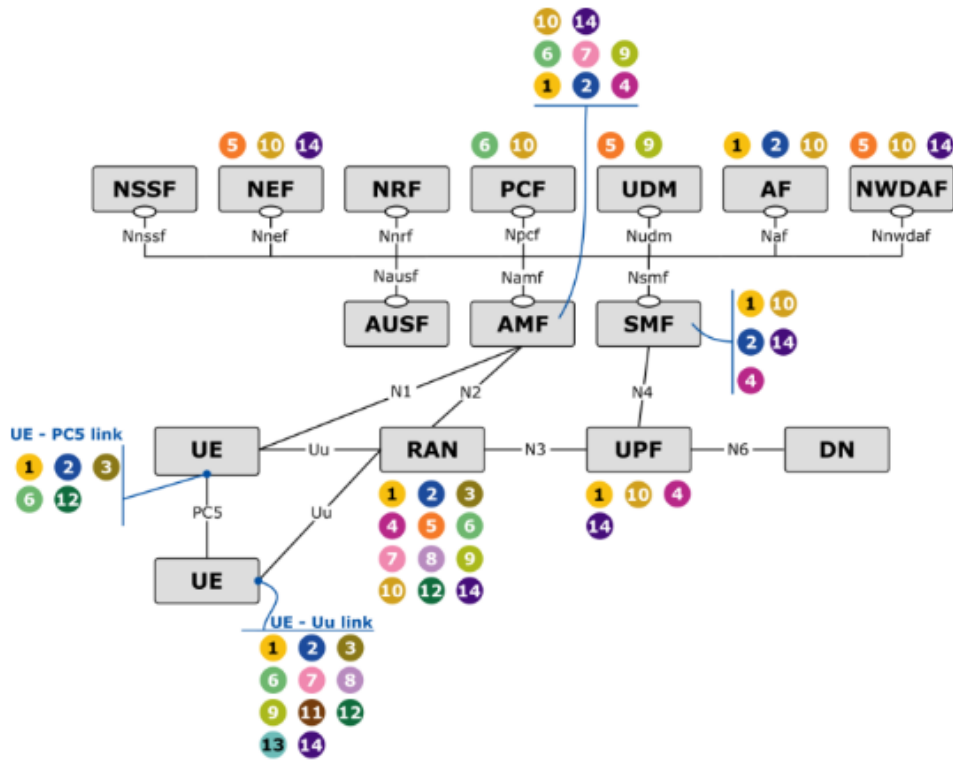 10 14
6 7 9
1 2 4
5 10 14
6 10
5 9
1 2 10
5 10 14
NSSF NEF NRF PCF UDM AF NWDAF
Nnssf Nnef Nnrf Npcf Nudm Naf Nnwdaf
Nausf Namf Nsmf
AUSF AMF SMF
1 10
2 14
4
N1 N2 N4
UE - PC5 link
1 2 3
6 12
UE Uu RAN N3 UPF N6 DN
PC5 Uu
UE
1 2 3
4 5 6
7 8 9
10 12 14
1 10 4
14
UE - Uu link
1 2 3
6 7 8
9 11 12
13 14